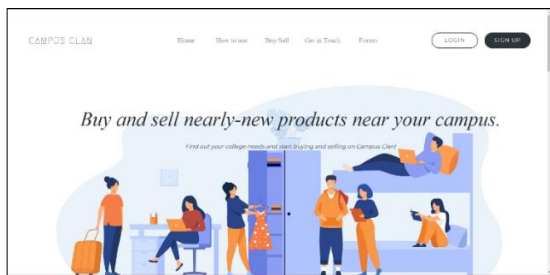 CAMPUS CLAN
Home How to use Buy/Sell Get in Touch Forum LOGIN SIGN UP
Buy and sell nearly-new products near your campus.
Find out your college needs and start buying and selling on Campus Clan!